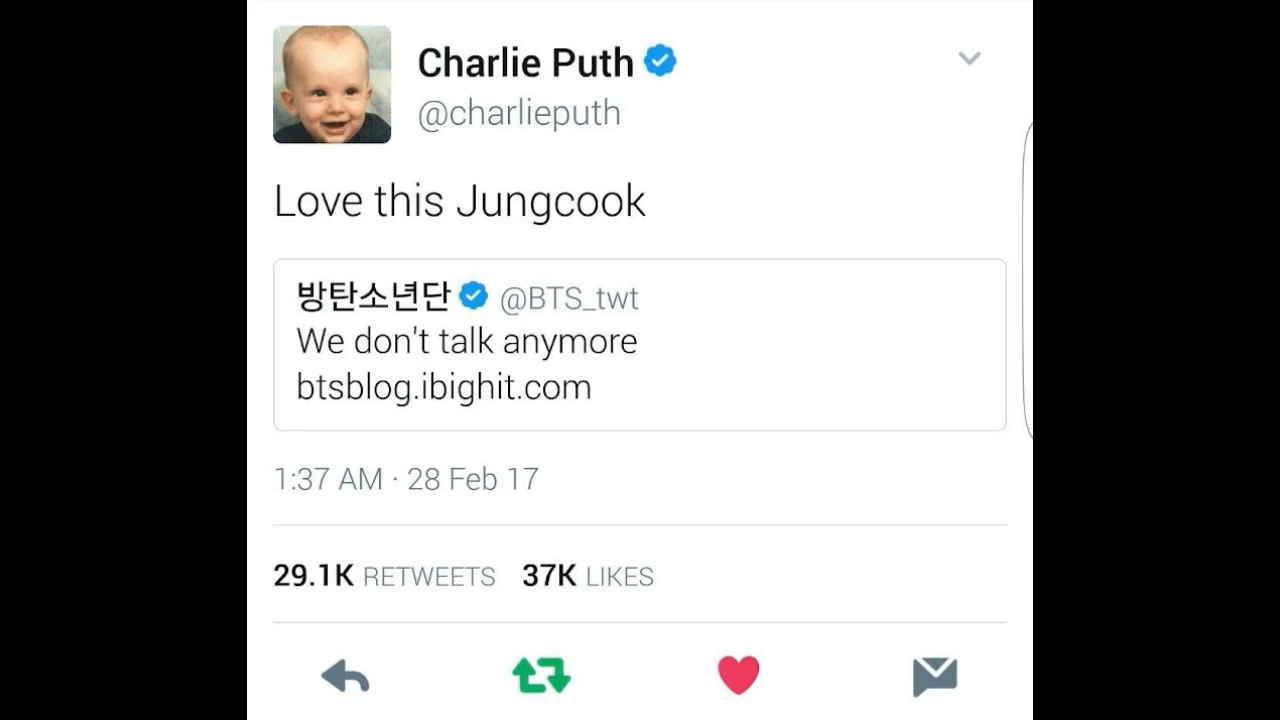 Charlie Puth
@charlieputh
Love this Jungcook
방탄소년단 @BTS_twt
We don't talk anymore
btsblog.ibighit.com
1:37 AM · 28 Feb 17
29.1K RETWEETS 37K LIKES